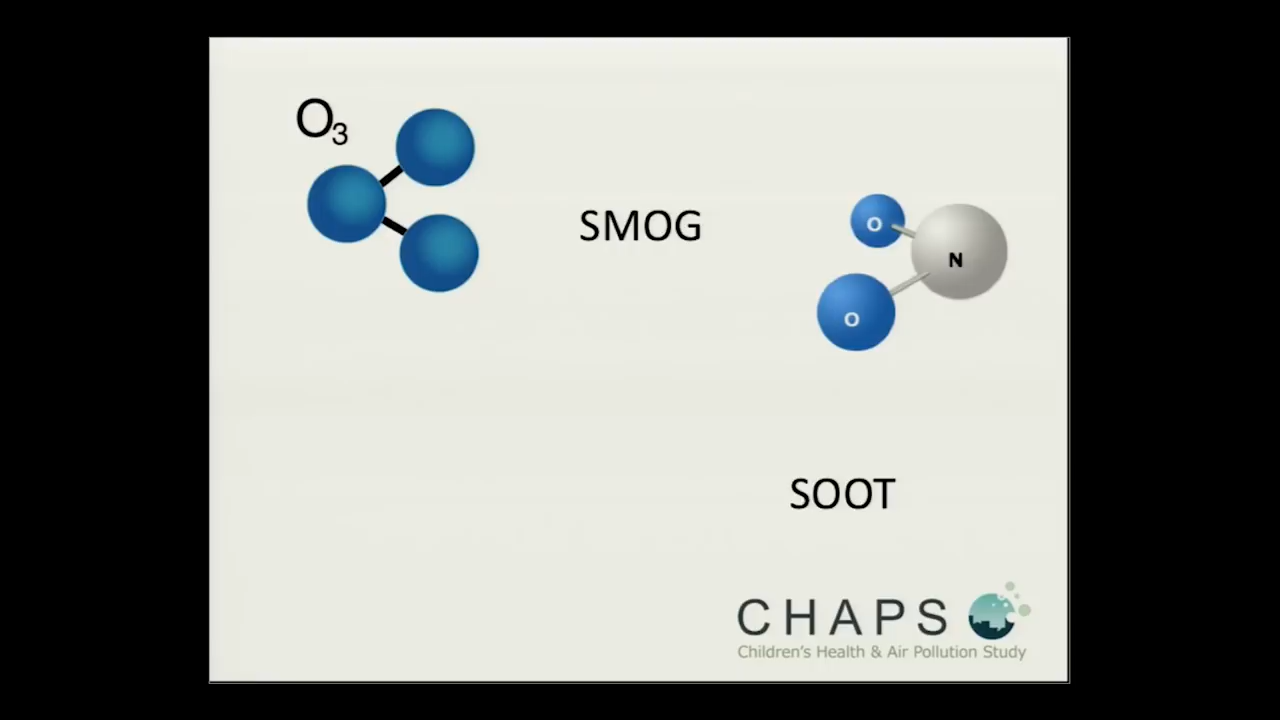 O₃
SMOG
O
N
O
SOOT
CHAPS
Children's Health & Air Pollution Study